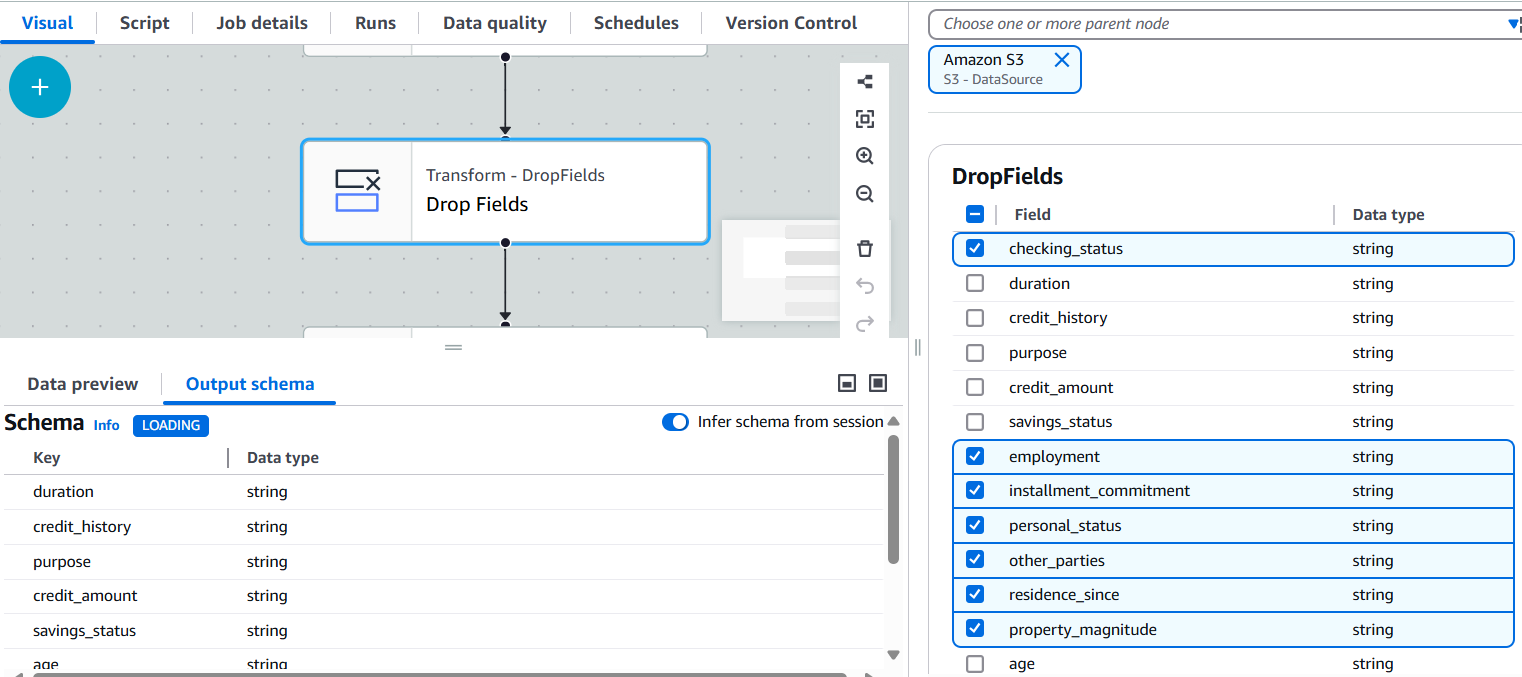 Visual
Script
Job details
Runs
Data quality
Schedules
Version Control
Transform - DropFields
Drop Fields
Data preview
Output schema
Schema Info LOADING
Infer schema from session
Key Data type
duration string
credit_history string
purpose string
credit_amount string
savings_status string
age string
Choose one or more parent node
Amazon S3
S3 - DataSource
DropFields
Field Data type
checking_status string
duration string
credit_history string
purpose string
credit_amount string
savings_status string
employment string
installment_commitment string
personal_status string
other_parties string
residence_since string
property_magnitude string
age string